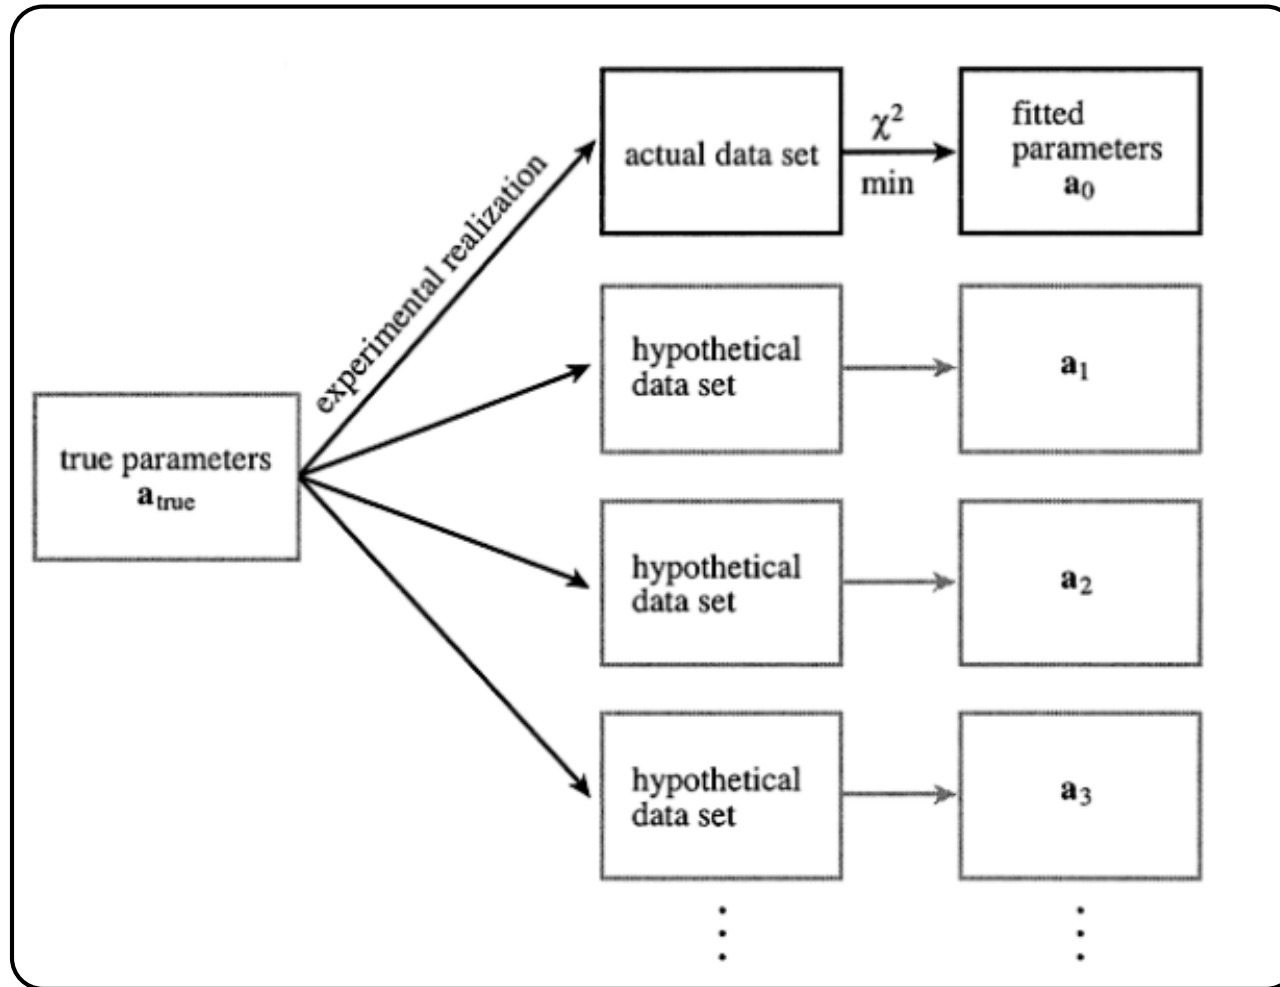 experimental realization
actual data set
χ²
min
fitted
parameters
a₀
hypothetical
data set
a₁
true parameters
a_true
hypothetical
data set
a₂
hypothetical
data set
a₃